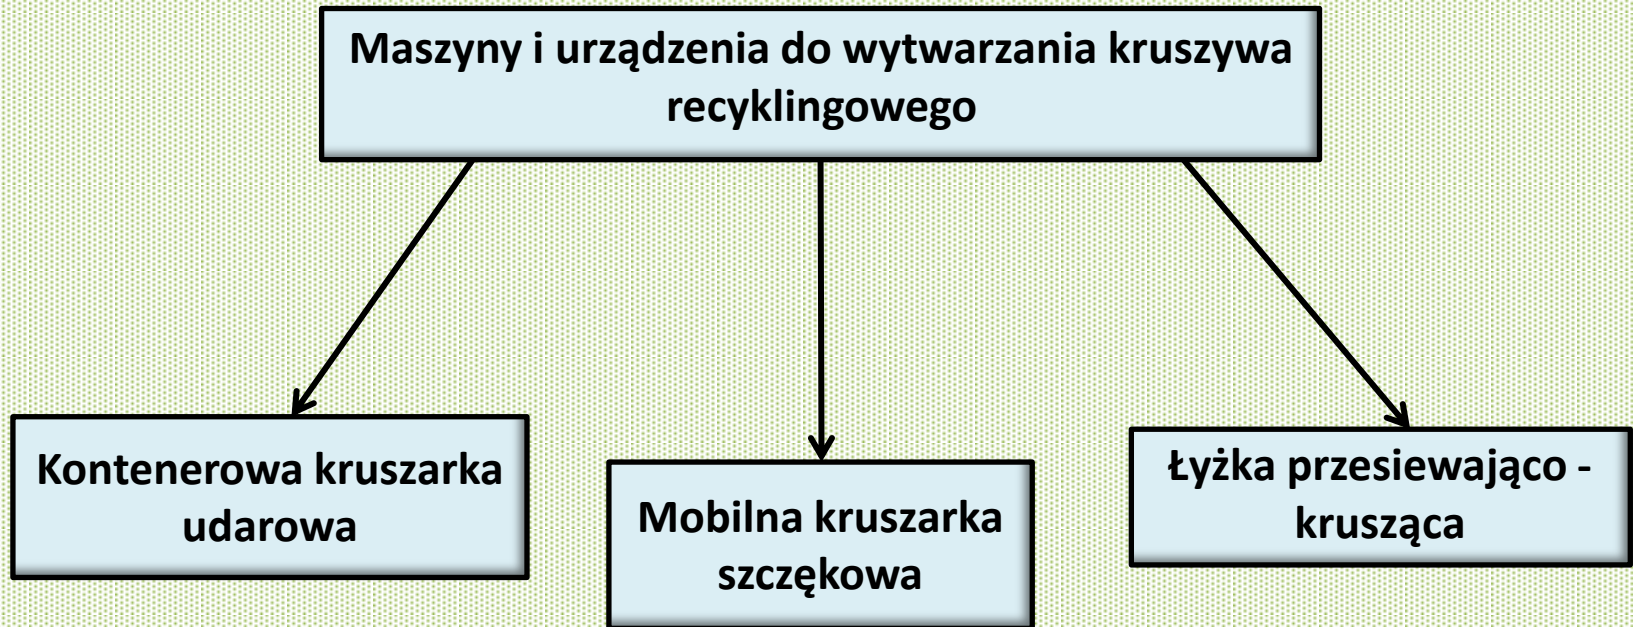 Maszyny i urządzenia do wytwarzania kruszywa
recyklingowego
Kontenerowa kruszarka
udarowa
Mobilna kruszarka
szczękowa
Łyżka przesiewająco -
krusząca